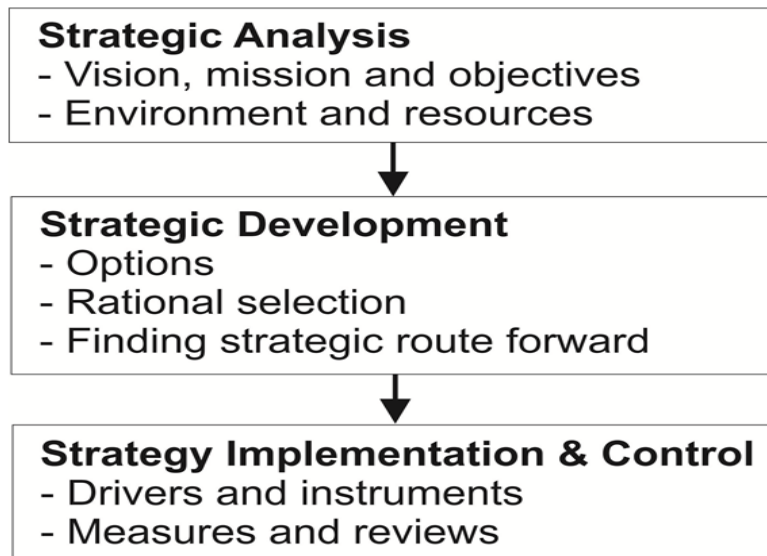 Strategic Analysis
- Vision, mission and objectives
- Environment and resources
Strategic Development
- Options
- Rational selection
- Finding strategic route forward
Strategy Implementation & Control
- Drivers and instruments
- Measures and reviews